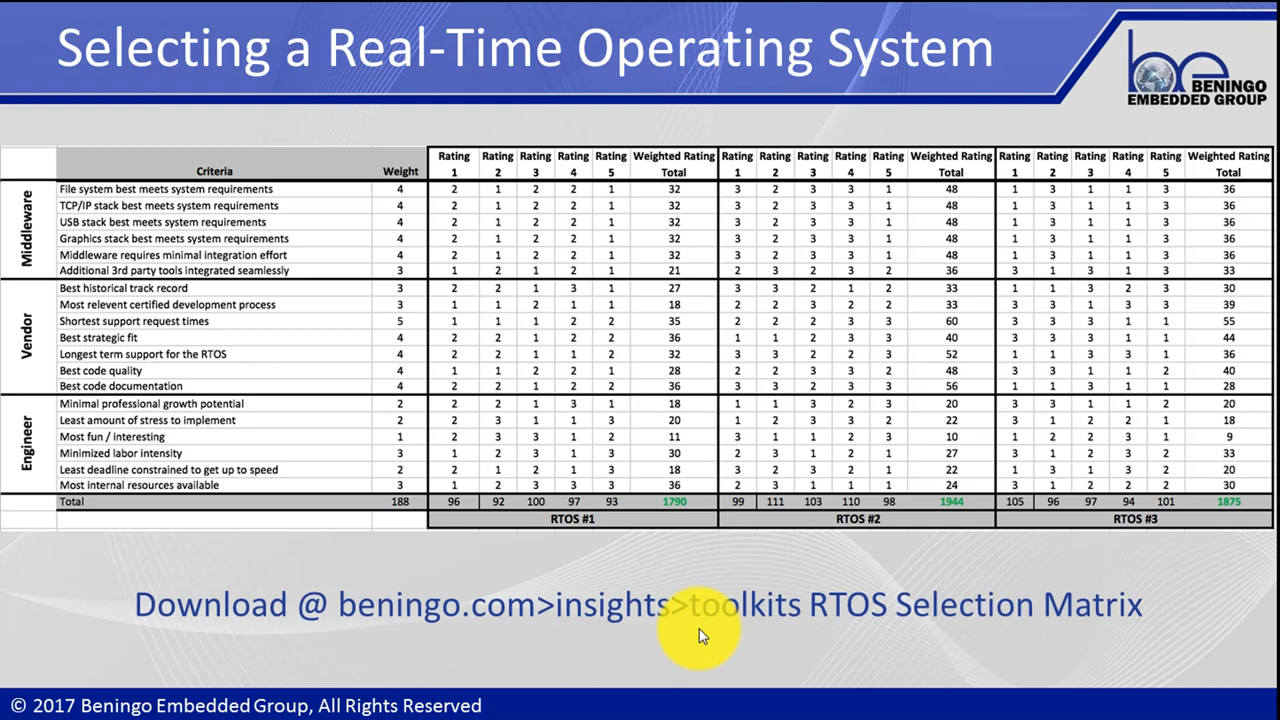 Selecting a Real-Time Operating System
be BENINGO
EMBEDDED GROUP
Rating Rating Rating Rating Rating Weighted Rating Rating Rating Rating Rating Rating Weighted Rating Rating Rating Rating Rating Rating Weighted Rating
Criteria Weight 1 2 3 4 5 Total 1 2 3 4 5 Total 1 2 3 4 5 Total
Middleware
File system best meets system requirements 4 2 1 2 2 1 32 3 2 3 3 1 48 1 3 1 1 3 36
TCP/IP stack best meets system requirements 4 2 1 2 2 1 32 3 2 3 3 1 48 1 3 1 1 3 36
USB stack best meets system requirements 4 2 1 2 2 1 32 3 2 3 3 1 48 1 3 1 1 3 36
Graphics stack best meets system requirements 4 2 1 2 2 1 32 3 2 3 3 1 48 1 3 1 1 3 36
Middleware requires minimal integration effort 4 2 1 2 2 1 32 3 2 3 3 1 48 1 3 1 1 3 36
Additional 3rd party tools integrated seamlessly 3 1 2 1 2 1 21 2 3 2 3 2 36 3 1 3 1 3 33
Vendor
Best historical track record 3 2 2 1 3 1 27 3 3 2 1 2 33 1 1 3 2 3 30
Most relevent certified development process 3 1 1 2 1 1 18 2 2 3 2 2 33 3 3 1 3 3 39
Shortest support request times 5 1 1 1 2 2 35 2 2 2 3 3 60 3 3 3 1 1 55
Best strategic fit 4 2 2 1 2 2 36 1 1 2 3 3 40 3 3 3 1 1 44
Longest term support for the RTOS 4 2 2 1 1 2 32 3 3 2 2 3 52 1 1 3 3 1 36
Best code quality 4 1 1 2 2 1 28 3 3 2 2 2 48 3 3 1 1 2 40
Best code documentation 4 2 2 1 2 2 36 3 3 2 3 3 56 1 1 3 1 1 28
Engineer
Minimal professional growth potential 2 2 2 1 3 1 18 1 1 3 2 3 20 3 3 1 1 2 20
Least amount of stress to implement 2 2 3 1 1 3 20 1 2 3 3 2 22 3 1 2 2 1 18
Most fun / interesting 1 2 3 3 1 2 11 3 1 1 2 3 10 1 2 2 3 1 9
Minimized labor intensity 3 1 2 3 1 3 30 2 3 1 2 1 27 3 1 2 3 2 33
Least deadline constrained to get up to speed 2 2 1 2 1 3 18 3 2 3 2 1 22 1 3 1 2 3 20
Most internal resources available 3 1 2 3 3 3 36 2 3 1 1 1 24 3 1 2 2 2 30
Total 188 96 92 100 97 93 1790 99 111 103 110 98 1944 105 96 97 94 101 1875
RTOS #1 RTOS #2 RTOS #3
Download @ beningo.com>insights>toolkits RTOS Selection Matrix
© 2017 Beningo Embedded Group, All Rights Reserved